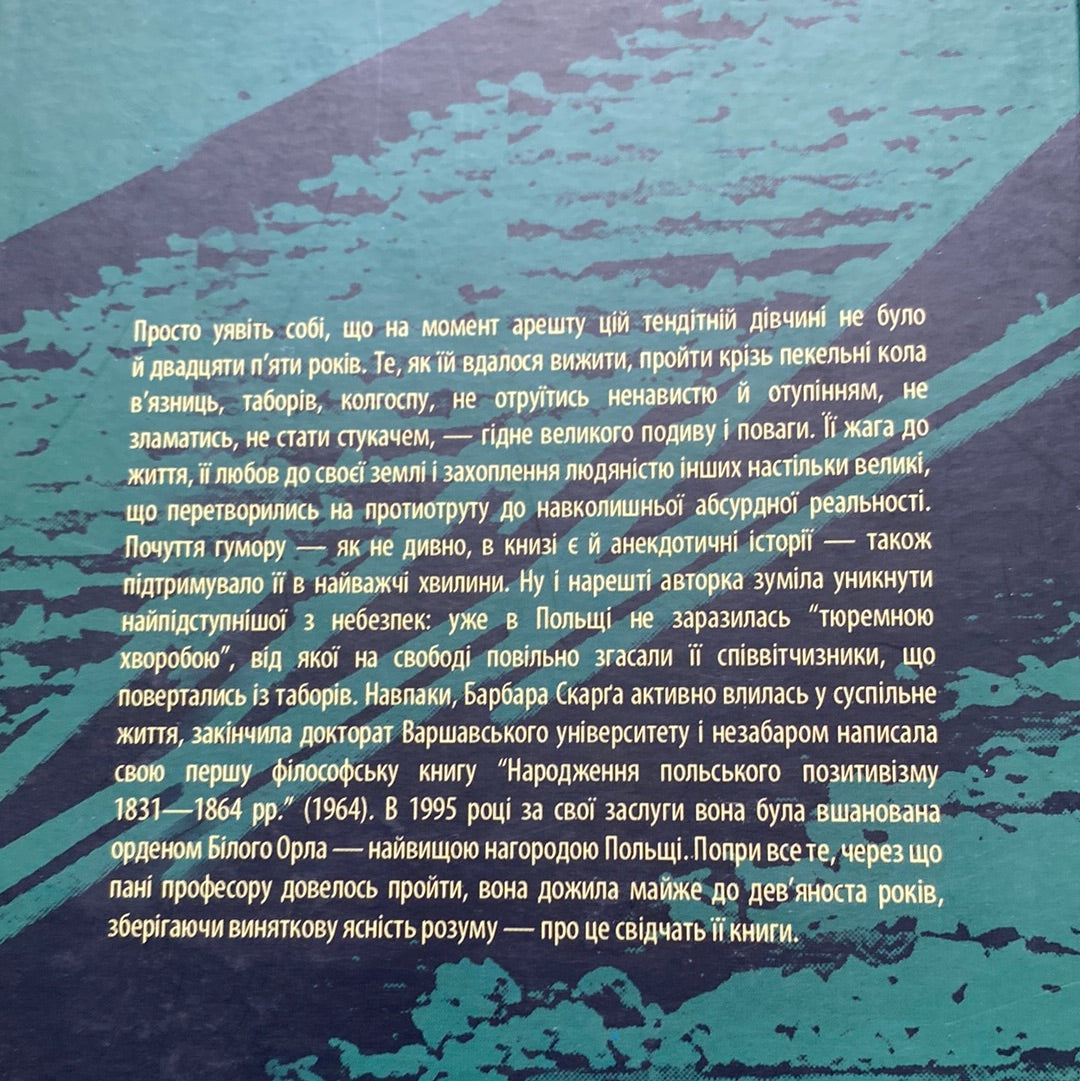 Просто уявіть собі, що на момент арешту цій тендітній дівчині не було
й двадцяти п’яти років. Те, як їй вдалося вижити, пройти крізь пекельні кола
в’язниць, таборів, колгоспу, не отруїтись ненавистю й отупінням, не
зламатись, не стати стукачем, — гідне великого подиву і поваги. Її жага до
життя, її любов до своєї землі і захоплення людяністю інших настільки великі,
що перетворились на протиотруту до навколишньої абсурдної реальності.
Почуття гумору — як не дивно, в книзі є й анекдотичні історії — також
підтримувало її в найважчі хвилини. Ну і нарешті авторка зуміла уникнути
найпідступнішої з небезпек: уже в Польщі не заразилась “тюремною
хворобою”, від якої на свободі повільно згасали її співвітчизники, що
повертались із таборів. Навпаки, Барбара Скарґа активно влилась у суспільне
життя, закінчила докторат Варшавського університету і незабаром написала
свою першу філософську книгу “Народження польського позитивізму
1831—1864 рр.” (1964). В 1995 році за свої заслуги вона була вшанована
орденом Білого Орла — найвищою нагородою Польщі. Попри все те, через що
пані професору довелось пройти, вона дожила майже до дев’яноста років,
зберігаючи виняткову ясність розуму — про це свідчать її книги.